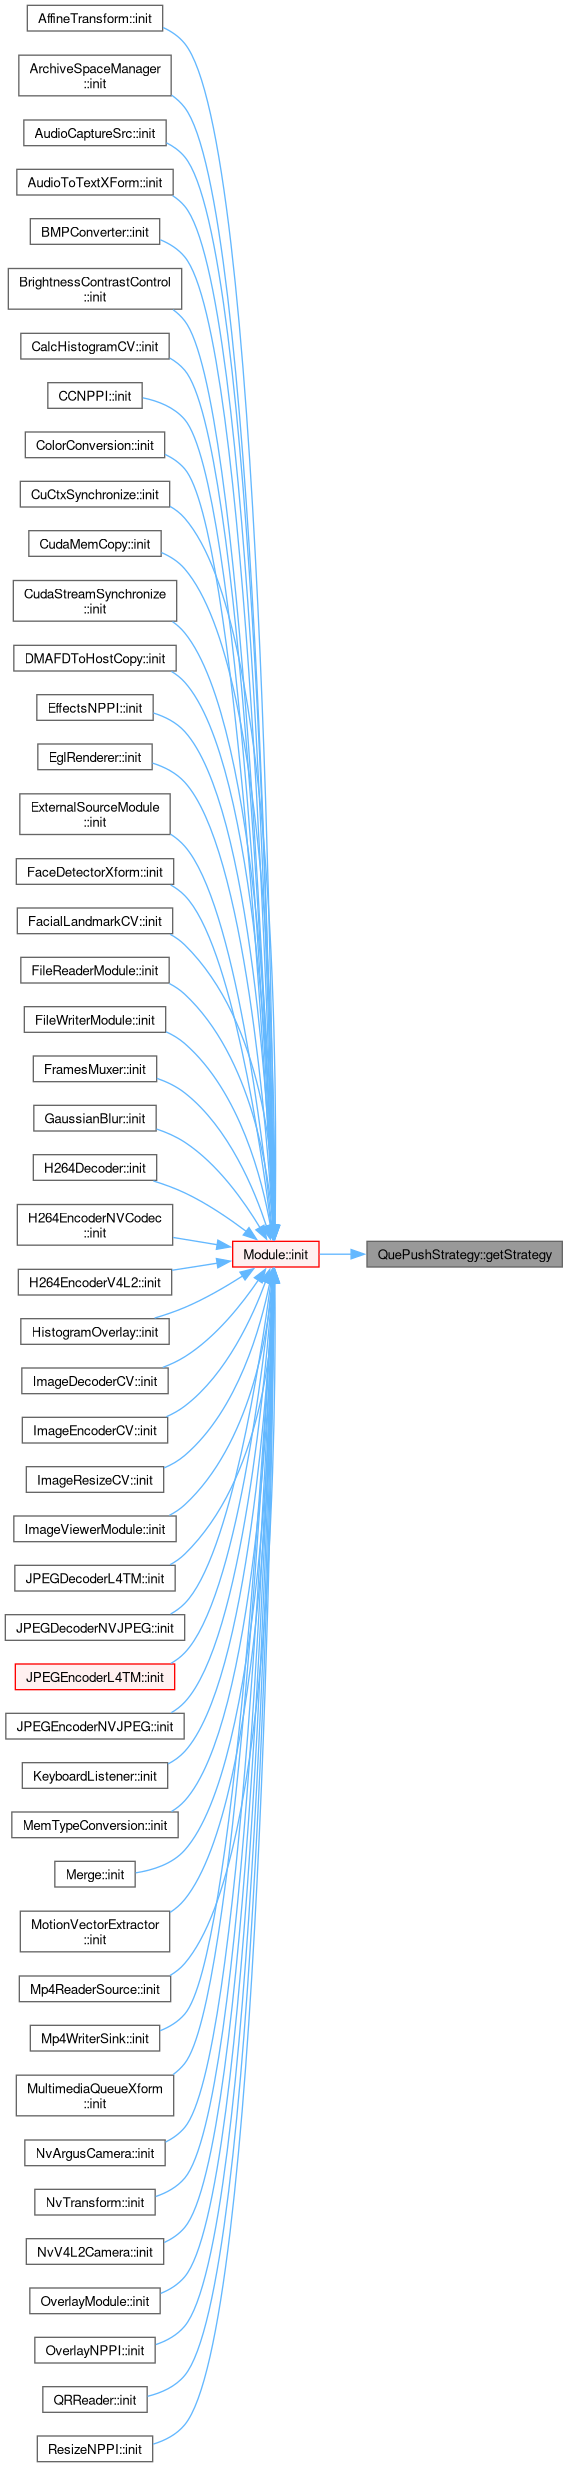 AffineTransform::init
ArchiveSpaceManager
::init
AudioCaptureSrc::init
AudioToTextXForm::init
BMPConverter::init
BrightnessContrastControl
::init
CalcHistogramCV::init
CCNPPI::init
ColorConversion::init
CuCtxSynchronize::init
CudaMemCopy::init
CudaStreamSynchronize
::init
DMAFDToHostCopy::init
EffectsNPPI::init
EglRenderer::init
ExternalSourceModule
::init
FaceDetectorXform::init
FacialLandmarkCV::init
FileReaderModule::init
FileWriterModule::init
FramesMuxer::init
GaussianBlur::init
H264Decoder::init
H264EncoderNVCodec
::init
Module::init
QuePushStrategy::getStrategy
H264EncoderV4L2::init
HistogramOverlay::init
ImageDecoderCV::init
ImageEncoderCV::init
ImageResizeCV::init
ImageViewerModule::init
JPEGDecoderL4TM::init
JPEGDecoderNVJPEG::init
JPEGEncoderL4TM::init
JPEGEncoderNVJPEG::init
KeyboardListener::init
MemTypeConversion::init
Merge::init
MotionVectorExtractor
::init
Mp4ReaderSource::init
Mp4WriterSink::init
MultimediaQueueXform
::init
NvArgusCamera::init
NvTransform::init
NvV4L2Camera::init
OverlayModule::init
OverlayNPPI::init
QRReader::init
ResizeNPPI::init